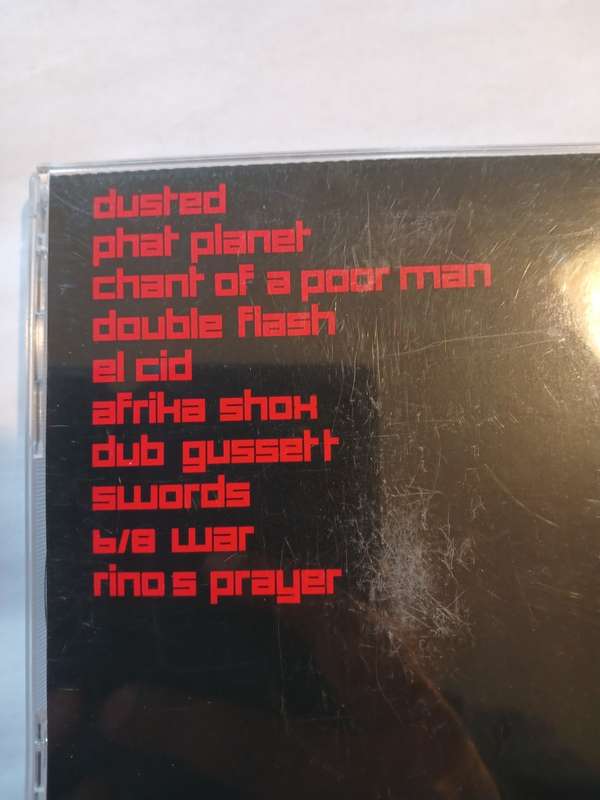 dusted
phat planet
chant of a poor man
double flash
el cid
afrika shox
dub gussett
swords
6/8 war
rino s prayer